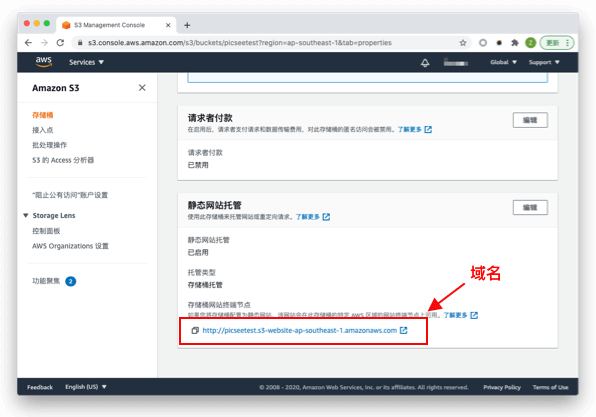 S3 Management Console
s3.console.aws.amazon.com/s3/buckets/picseetest?region=ap-southeast-1&tab=properties
更新
aws
Services
Global
Support
Amazon S3
存储桶
接入点
批处理操作
S3 的 Access 分析器
"阻止公有访问"账户设置
Storage Lens
控制面板
AWS Organizations 设置
功能聚焦 2
请求者付款
在启用后，请求者支付请求和数据传输费用，对此存储桶的匿名访问会被禁用。了解更多
编辑
请求者付款
已禁用
静态网站托管
使用此存储桶来托管网站或重定向请求。了解更多
编辑
静态网站托管
已启用
托管类型
存储桶托管
存储桶网站终端节点
如果您将存储桶配置为静态网站，该网站会在此存储桶的特定 AWS 区域的网站终端节点上可用。了解更多
http://picseetest.s3-website-ap-southeast-1.amazonaws.com
域名
Feedback
English (US)
© 2008 - 2020, Amazon Web Services, Inc. or its affiliates. All rights reserved.
Privacy Policy
Terms of Use